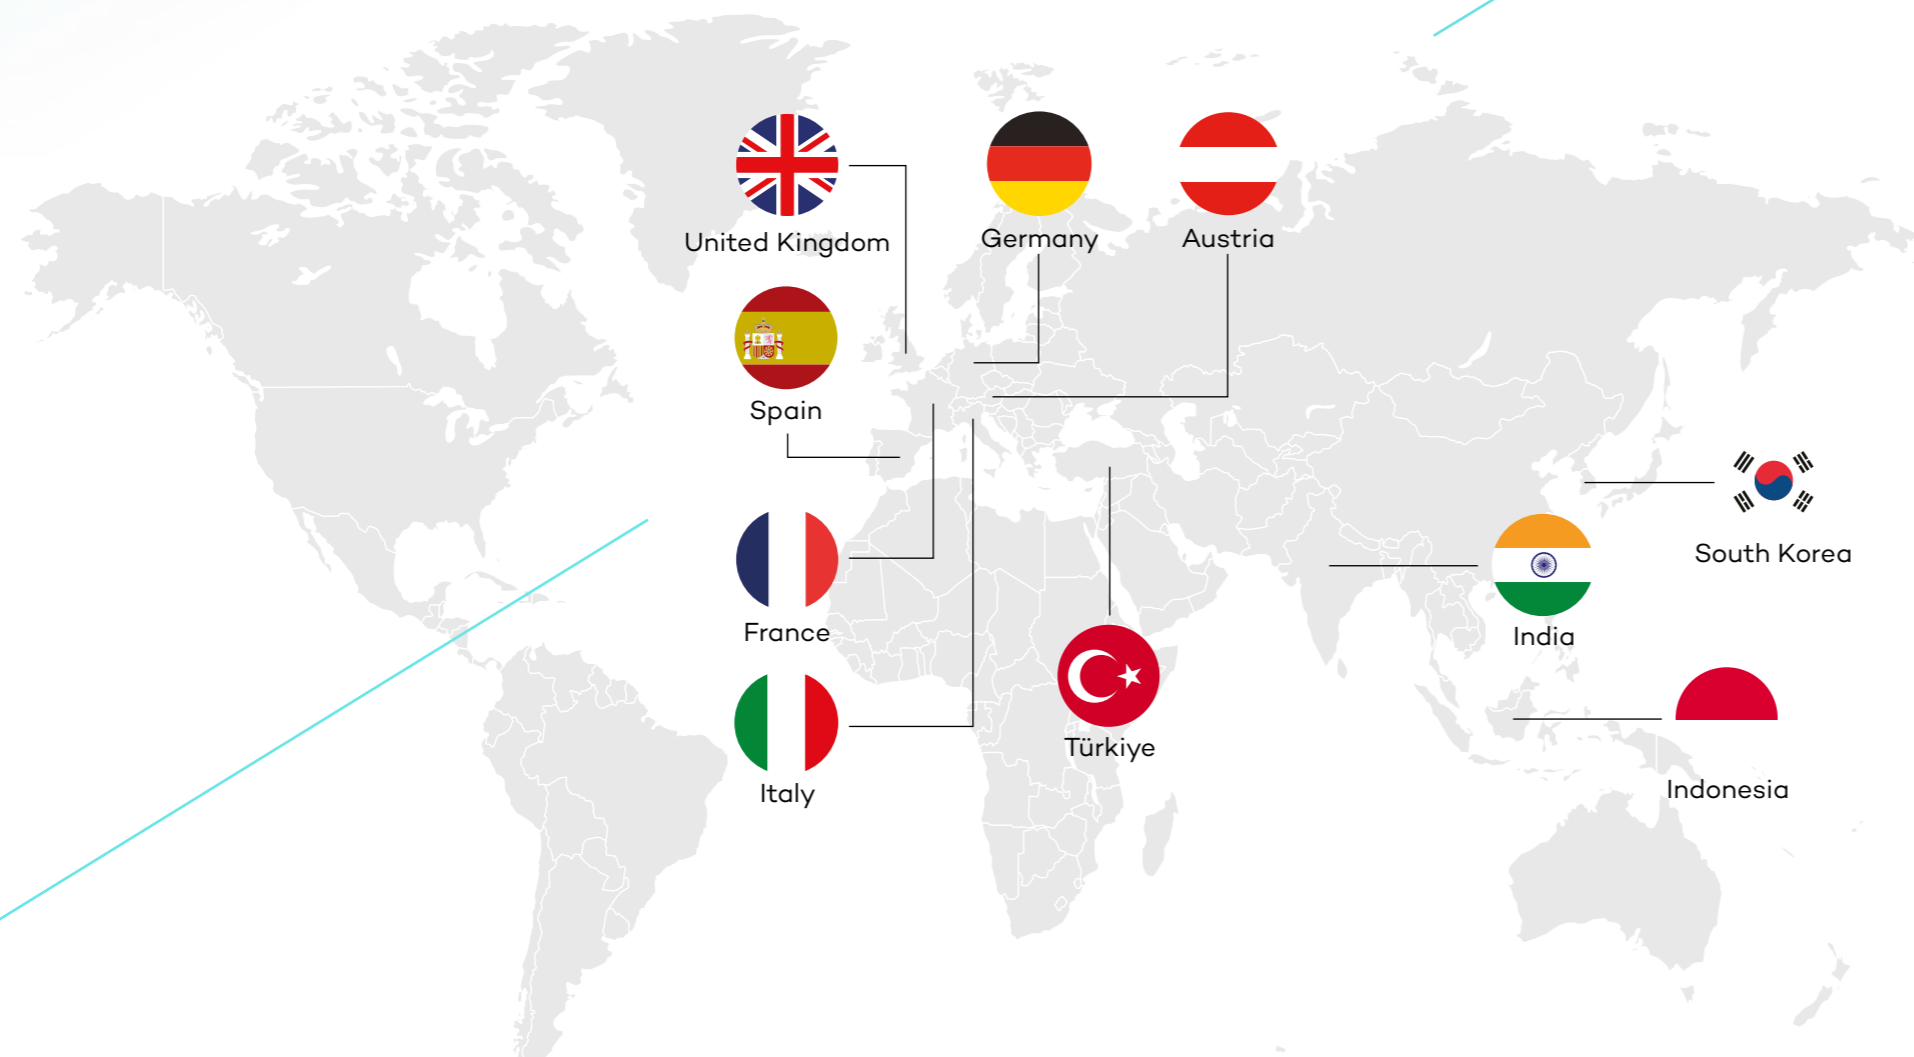 United Kingdom
Germany
Austria
Spain
South Korea
France
India
Türkiye
Italy
Indonesia